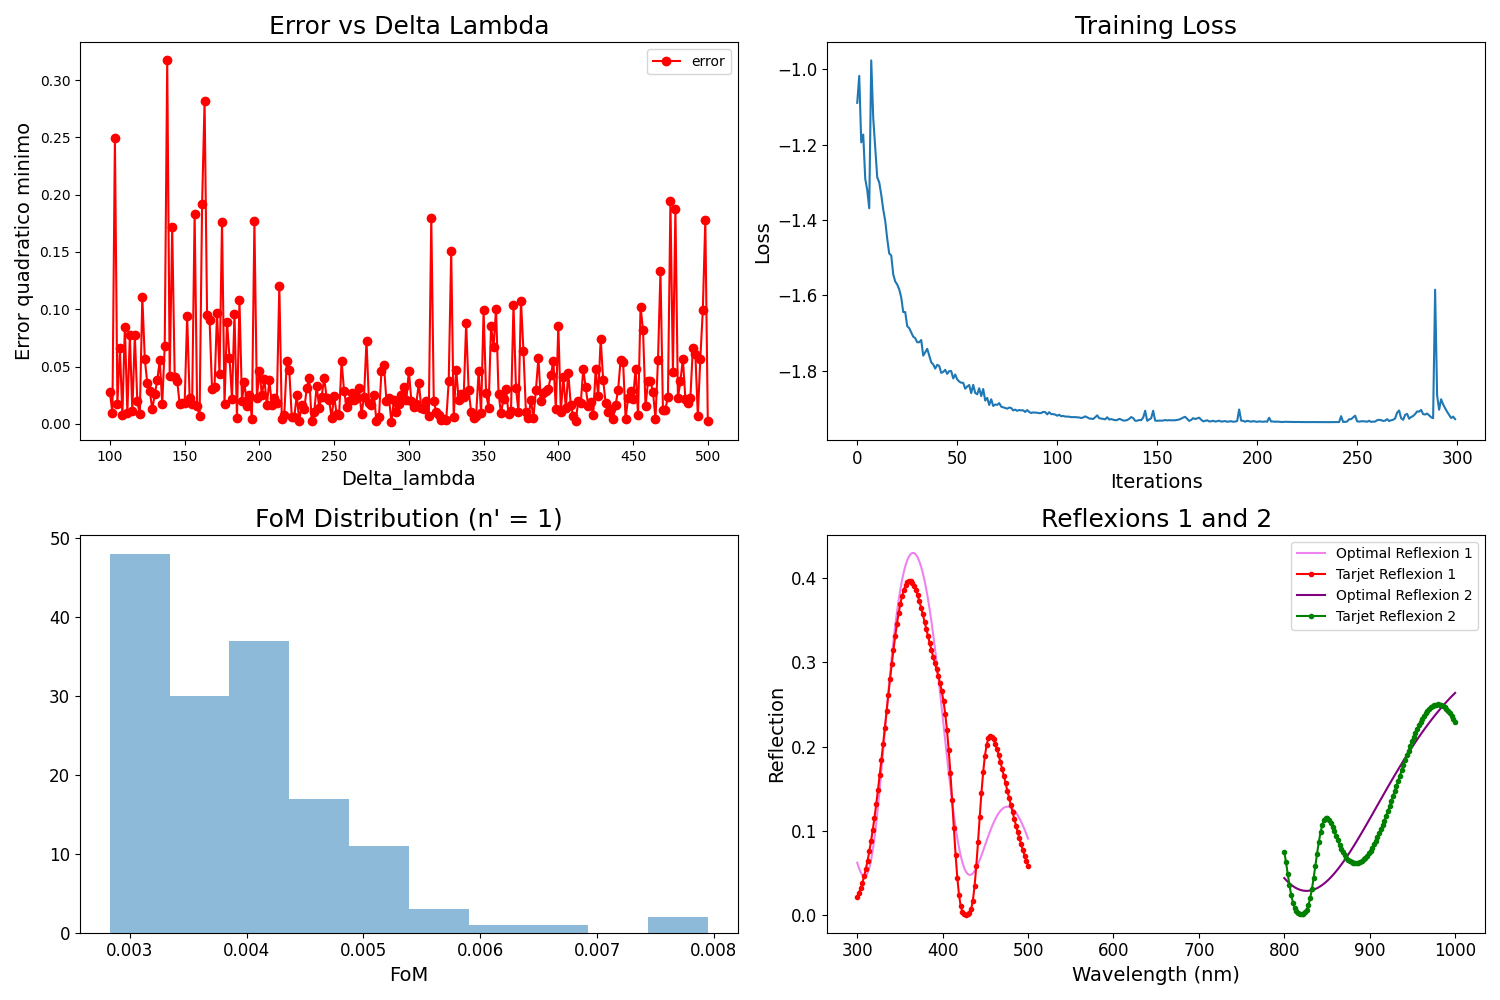 Error vs Delta Lambda
error
Error quadratico minimo
0.30
0.25
0.20
0.15
0.10
0.05
0.00
100 150 200 250 300 350 400 450 500
Delta_lambda
Training Loss
Loss
−1.0
−1.2
−1.4
−1.6
−1.8
0 50 100 150 200 250 300
Iterations
FoM Distribution (n' = 1)
50
40
30
20
10
0
0.003 0.004 0.005 0.006 0.007 0.008
FoM
Reflexions 1 and 2
Optimal Reflexion 1
Tarjet Reflexion 1
Optimal Reflexion 2
Tarjet Reflexion 2
Reflection
0.4
0.3
0.2
0.1
0.0
300 400 500 600 700 800 900 1000
Wavelength (nm)